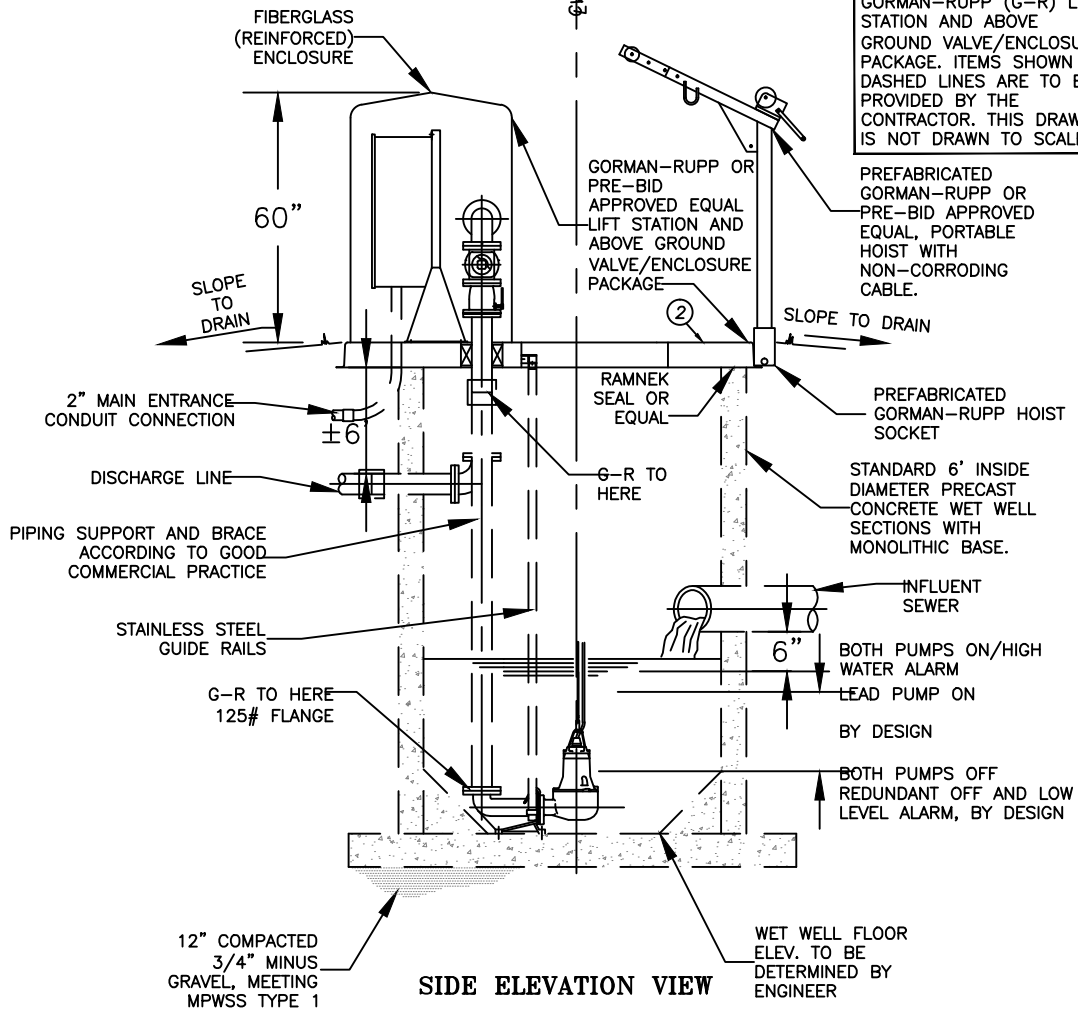 GORMAN-RUPP (G-R)
STATION AND ABOVE
GROUND
PACKAGE. ITEMS SHOWN
DASHED LINES ARE TO
PROVIDED BY THE
CONTRACTOR. THIS
IS NOT DRAWN TO
FIBERGLASS
(REINFORCED)
ENCLOSURE
60"
GORMAN-RUPP OR
PRE-BID
APPROVED EQUAL
LIFT STATION AND
ABOVE GROUND
VALVE/ENCLOSURE
PACKAGE
PREFABRICATED
GORMAN-RUPP OR
PRE-BID APPROVED
EQUAL, PORTABLE
HOIST WITH
NON-CORRODING
CABLE.
SLOPE
TO
DRAIN
2
SLOPE TO DRAIN
2" MAIN ENTRANCE
CONDUIT CONNECTION
±6'
RAMNEK
SEAL OR
EQUAL
PREFABRICATED
GORMAN-RUPP HOIST
SOCKET
DISCHARGE LINE
G-R TO
HERE
STANDARD 6' INSIDE
DIAMETER PRECAST
CONCRETE WET WELL
SECTIONS WITH
MONOLITHIC BASE.
PIPING SUPPORT AND BRACE
ACCORDING TO GOOD
COMMERCIAL PRACTICE
INFLUENT
SEWER
STAINLESS STEEL
GUIDE RAILS
6"
BOTH PUMPS ON/HIGH
WATER ALARM
LEAD PUMP ON
BY DESIGN
G-R TO HERE
125# FLANGE
BOTH PUMPS OFF
REDUNDANT OFF AND LOW
LEVEL ALARM, BY DESIGN
12" COMPACTED
3/4" MINUS
GRAVEL, MEETING
MPWSS TYPE 1
SIDE ELEVATION VIEW
WET WELL FLOOR
ELEV. TO BE
DETERMINED BY
ENGINEER